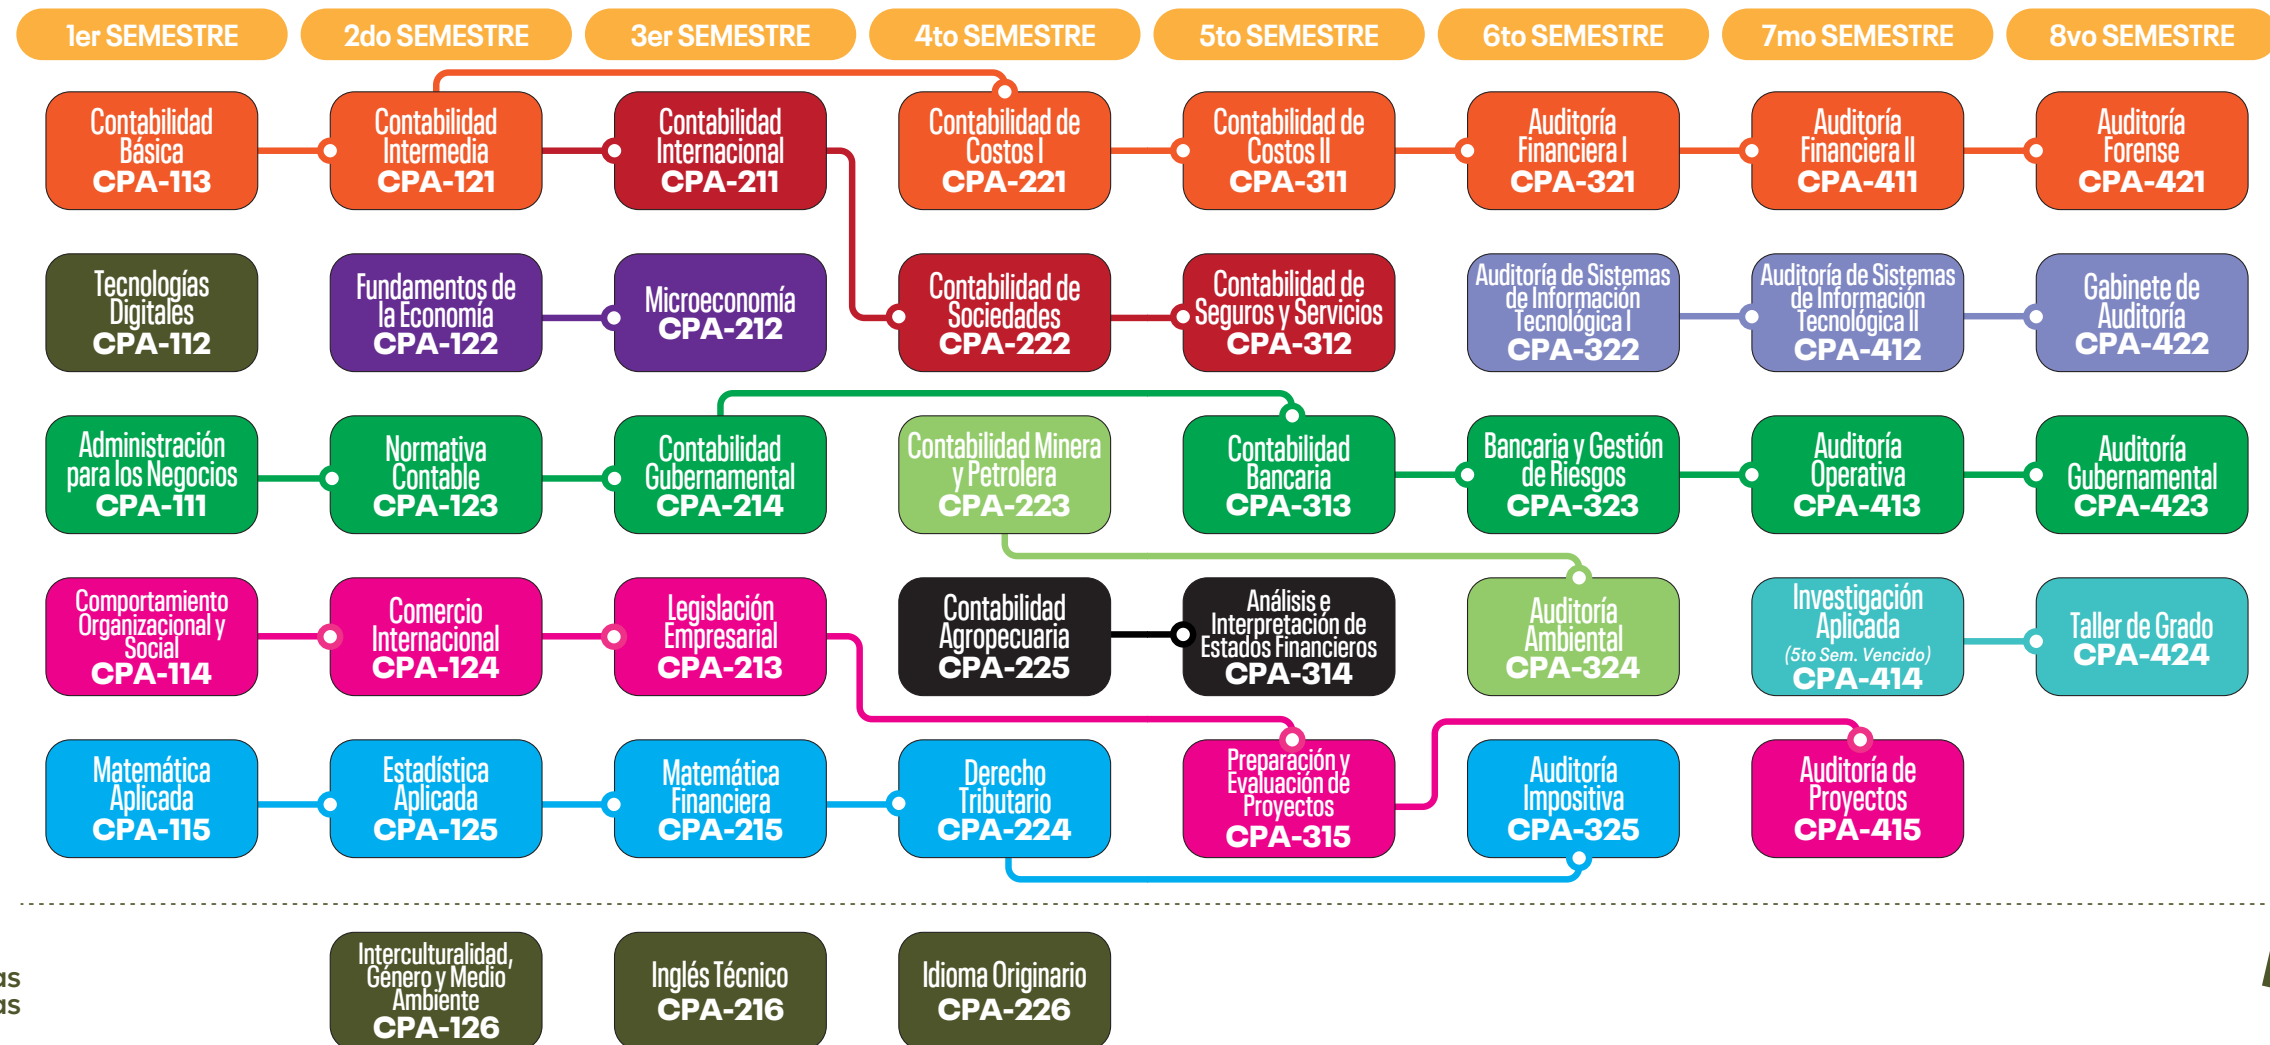 1er SEMESTRE
2do SEMESTRE
3er SEMESTRE
4to SEMESTRE
5to SEMESTRE
6to SEMESTRE
7mo SEMESTRE
8vo SEMESTRE
Contabilidad
Básica
CPA-113
Contabilidad
Intermedia
CPA-121
Contabilidad
Internacional
CPA-211
Contabilidad de
Costos I
CPA-221
Contabilidad de
Costos II
CPA-311
Auditoría
Financiera I
CPA-321
Auditoría
Financiera II
CPA-411
Auditoría
Forense
CPA-421
Tecnologías
Digitales
CPA-112
Fundamentos de
la Economía
CPA-122
Microeconomía
CPA-212
Contabilidad de
Sociedades
CPA-222
Contabilidad de
Seguros y Servicios
CPA-312
Auditoría de Sistemas
de Información
Tecnológica I
CPA-322
Auditoría de Sistemas
de Información
Tecnológica II
CPA-412
Gabinete de
Auditoría
CPA-422
Administración
para los Negocios
CPA-111
Normativa
Contable
CPA-123
Contabilidad
Gubernamental
CPA-214
Contabilidad Minera
y Petrolera
CPA-223
Contabilidad
Bancaria
CPA-313
Bancaria y Gestión
de Riesgos
CPA-323
Auditoría
Operativa
CPA-413
Auditoría
Gubernamental
CPA-423
Comportamiento
Organizacional y
Social
CPA-114
Comercio
Internacional
CPA-124
Legislación
Empresarial
CPA-213
Contabilidad
Agropecuaria
CPA-225
Análisis e
Interpretación de
Estados Financieros
CPA-314
Auditoría
Ambiental
CPA-324
Investigación
Aplicada
(5to Sem. Vencido)
CPA-414
Taller de Grado
CPA-424
Matemática
Aplicada
CPA-115
Estadística
Aplicada
CPA-125
Matemática
Financiera
CPA-215
Derecho
Tributario
CPA-224
Preparación y
Evaluación de
Proyectos
CPA-315
Auditoría
Impositiva
CPA-325
Auditoría de
Proyectos
CPA-415
as
as
Interculturalidad,
Género y Medio
Ambiente
CPA-126
Inglés Técnico
CPA-216
Idioma Originario
CPA-226